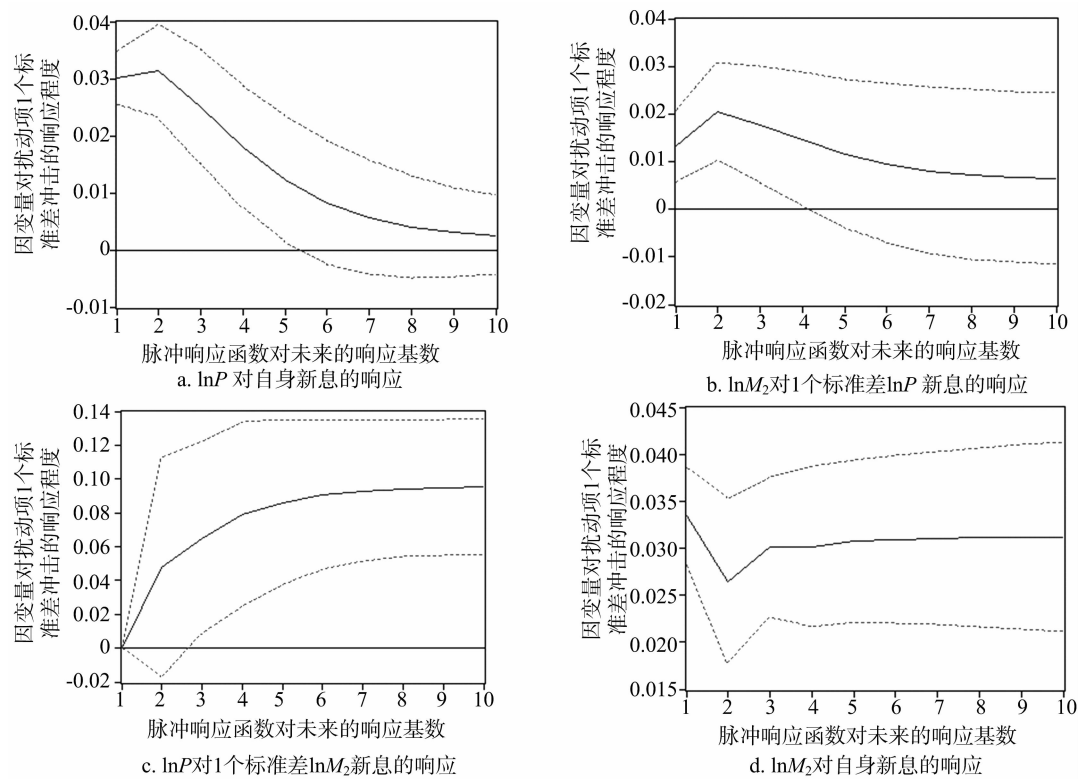 因变量对扰动项1个标
准差冲击的响应程度
0.04
0.03
0.02
0.01
0
-0.01
1 2 3 4 5 6 7 8 9 10
脉冲响应函数对未来的响应基数
a. lnP 对自身新息的响应
因变量对扰动项1个标
准差冲击的响应程度
0.04
0.03
0.02
0.01
0
-0.01
-0.02
1 2 3 4 5 6 7 8 9 10
脉冲响应函数对未来的响应基数
b. lnM₂对1个标准差lnP 新息的响应
因变量对扰动项1个标
准差冲击的响应程度
0.14
0.12
0.10
0.08
0.06
0.04
0.02
0
-0.02
1 2 3 4 5 6 7 8 9 10
脉冲响应函数对未来的响应基数
c. lnP对1个标准差lnM₂新息的响应
因变量对扰动项1个标
准差冲击的响应程度
0.045
0.040
0.035
0.030
0.025
0.020
0.015
1 2 3 4 5 6 7 8 9 10
脉冲响应函数对未来的响应基数
d. lnM₂对自身新息的响应